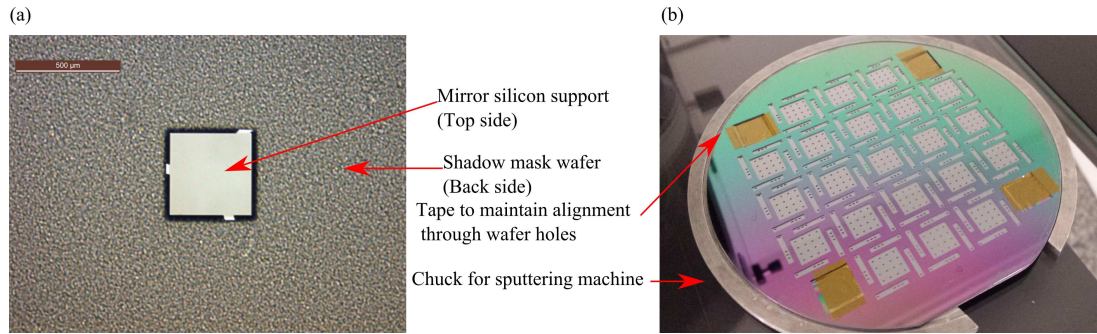 (a)
(b)
500 µm
Mirror silicon support
(Top side)
Shadow mask wafer
(Back side)
Tape to maintain alignment
through wafer holes
Chuck for sputtering machine